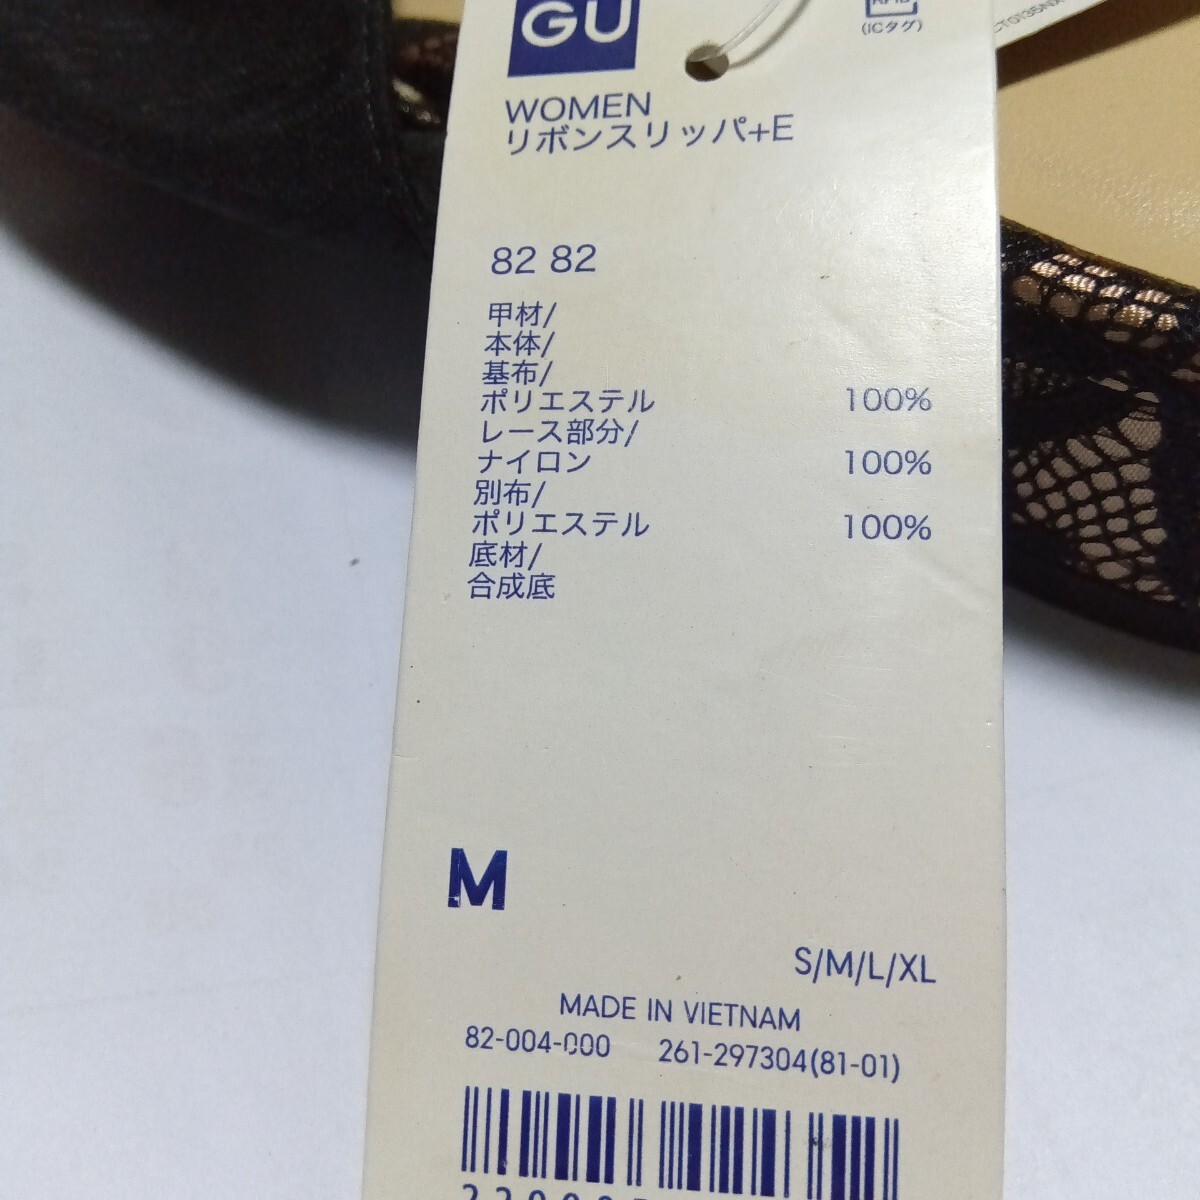 GU
(ICタグ)
WOMEN
リボンスリッパ+E
82 82
甲材/
本体/
基布/
ポリエステル 100%
レース部分/
ナイロン 100%
別布/
ポリエステル 100%
底材/
合成底
M
S/M/L/XL
MADE IN VIETNAM
82-004-000 261-297304(81-01)